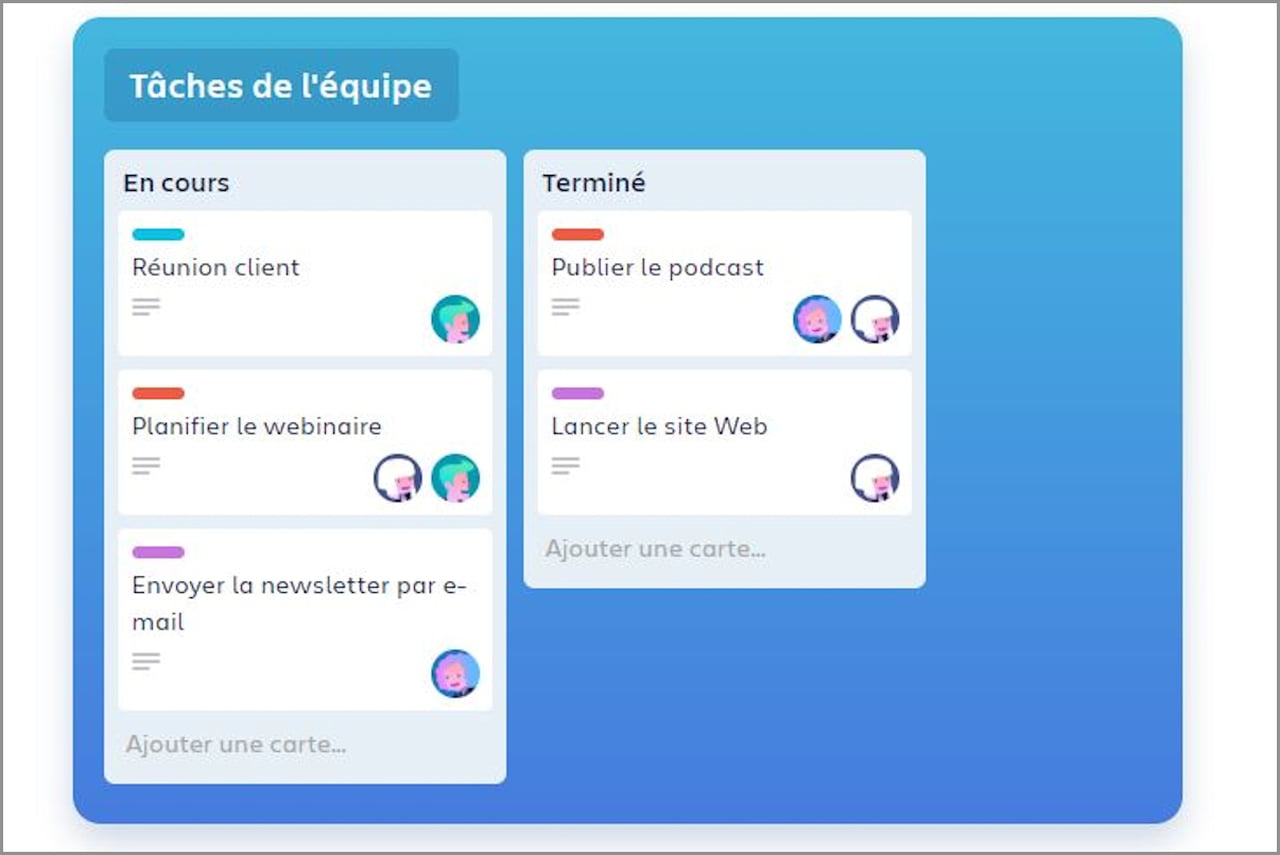 Tâches de l'équipe
En cours
Réunion client
Planifier le webinaire
Envoyer la newsletter par e-
mail
Ajouter une carte...
Terminé
Publier le podcast
Lancer le site Web
Ajouter une carte...